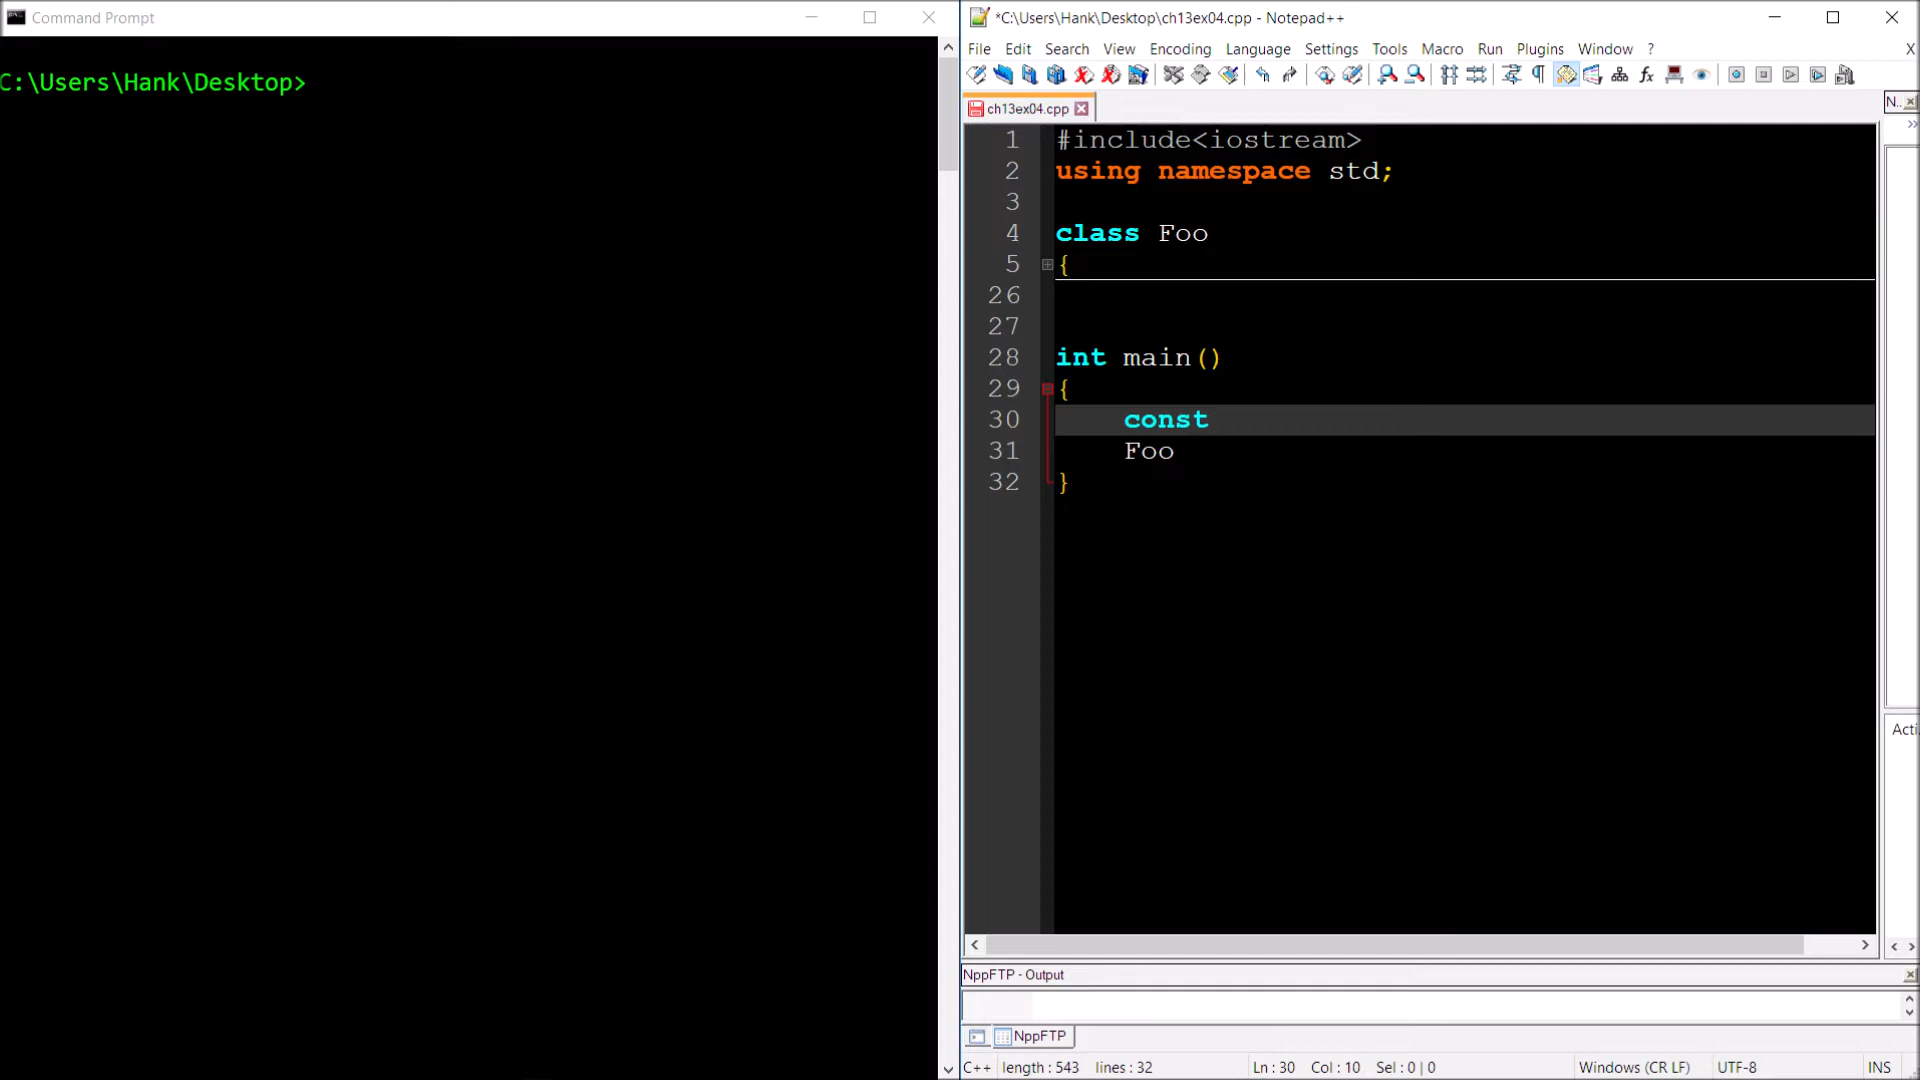 Command Prompt
C:\Users\Hank\Desktop>
*C:\Users\Hank\Desktop\ch13ex04.cpp - Notepad++
File Edit Search View Encoding Language Settings Tools Macro Run Plugins Window ? X
ch13ex04.cpp
N..
1 #include<iostream>
2 using namespace std;
3
4 class Foo
5 {
26
27
28 int main()
29 {
30 const
31 Foo
32 }
Acti
NppFTP - Output
NppFTP
C++ length : 543 lines : 32 Ln : 30 Col : 10 Sel : 0 | 0 Windows (CR LF) UTF-8 INS